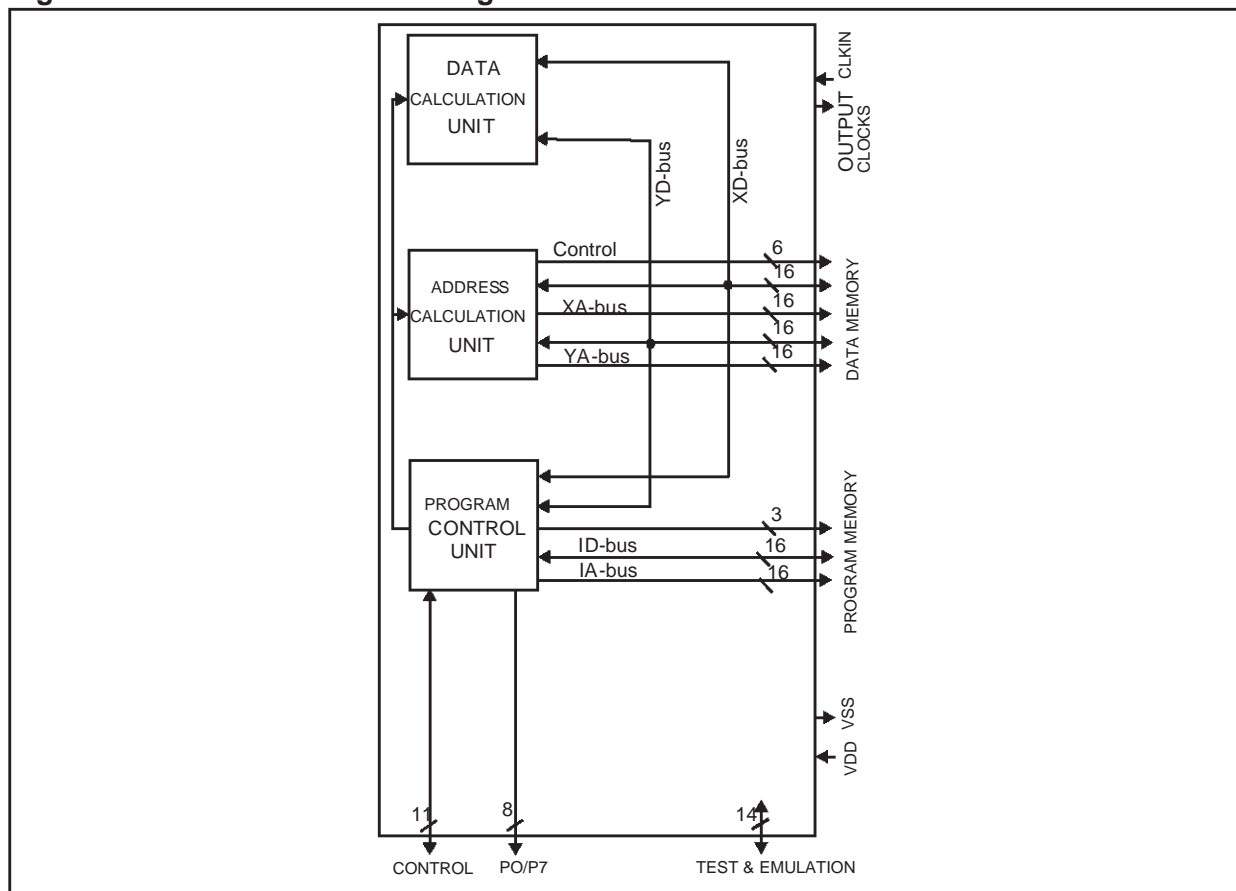 DATA
CALCULATION
UNIT
CLKIN
OUTPUT
CLOCKS
YD-bus
XD-bus
Control
6
16
ADDRESS
CALCULATION
UNIT
XA-bus
16
16
YA-bus
16
DATA MEMORY
PROGRAM
CONTROL
UNIT
3
ID-bus
16
IA-bus
16
PROGRAM MEMORY
VSS
VDD
11
8
14
CONTROL
PO/P7
TEST & EMULATION